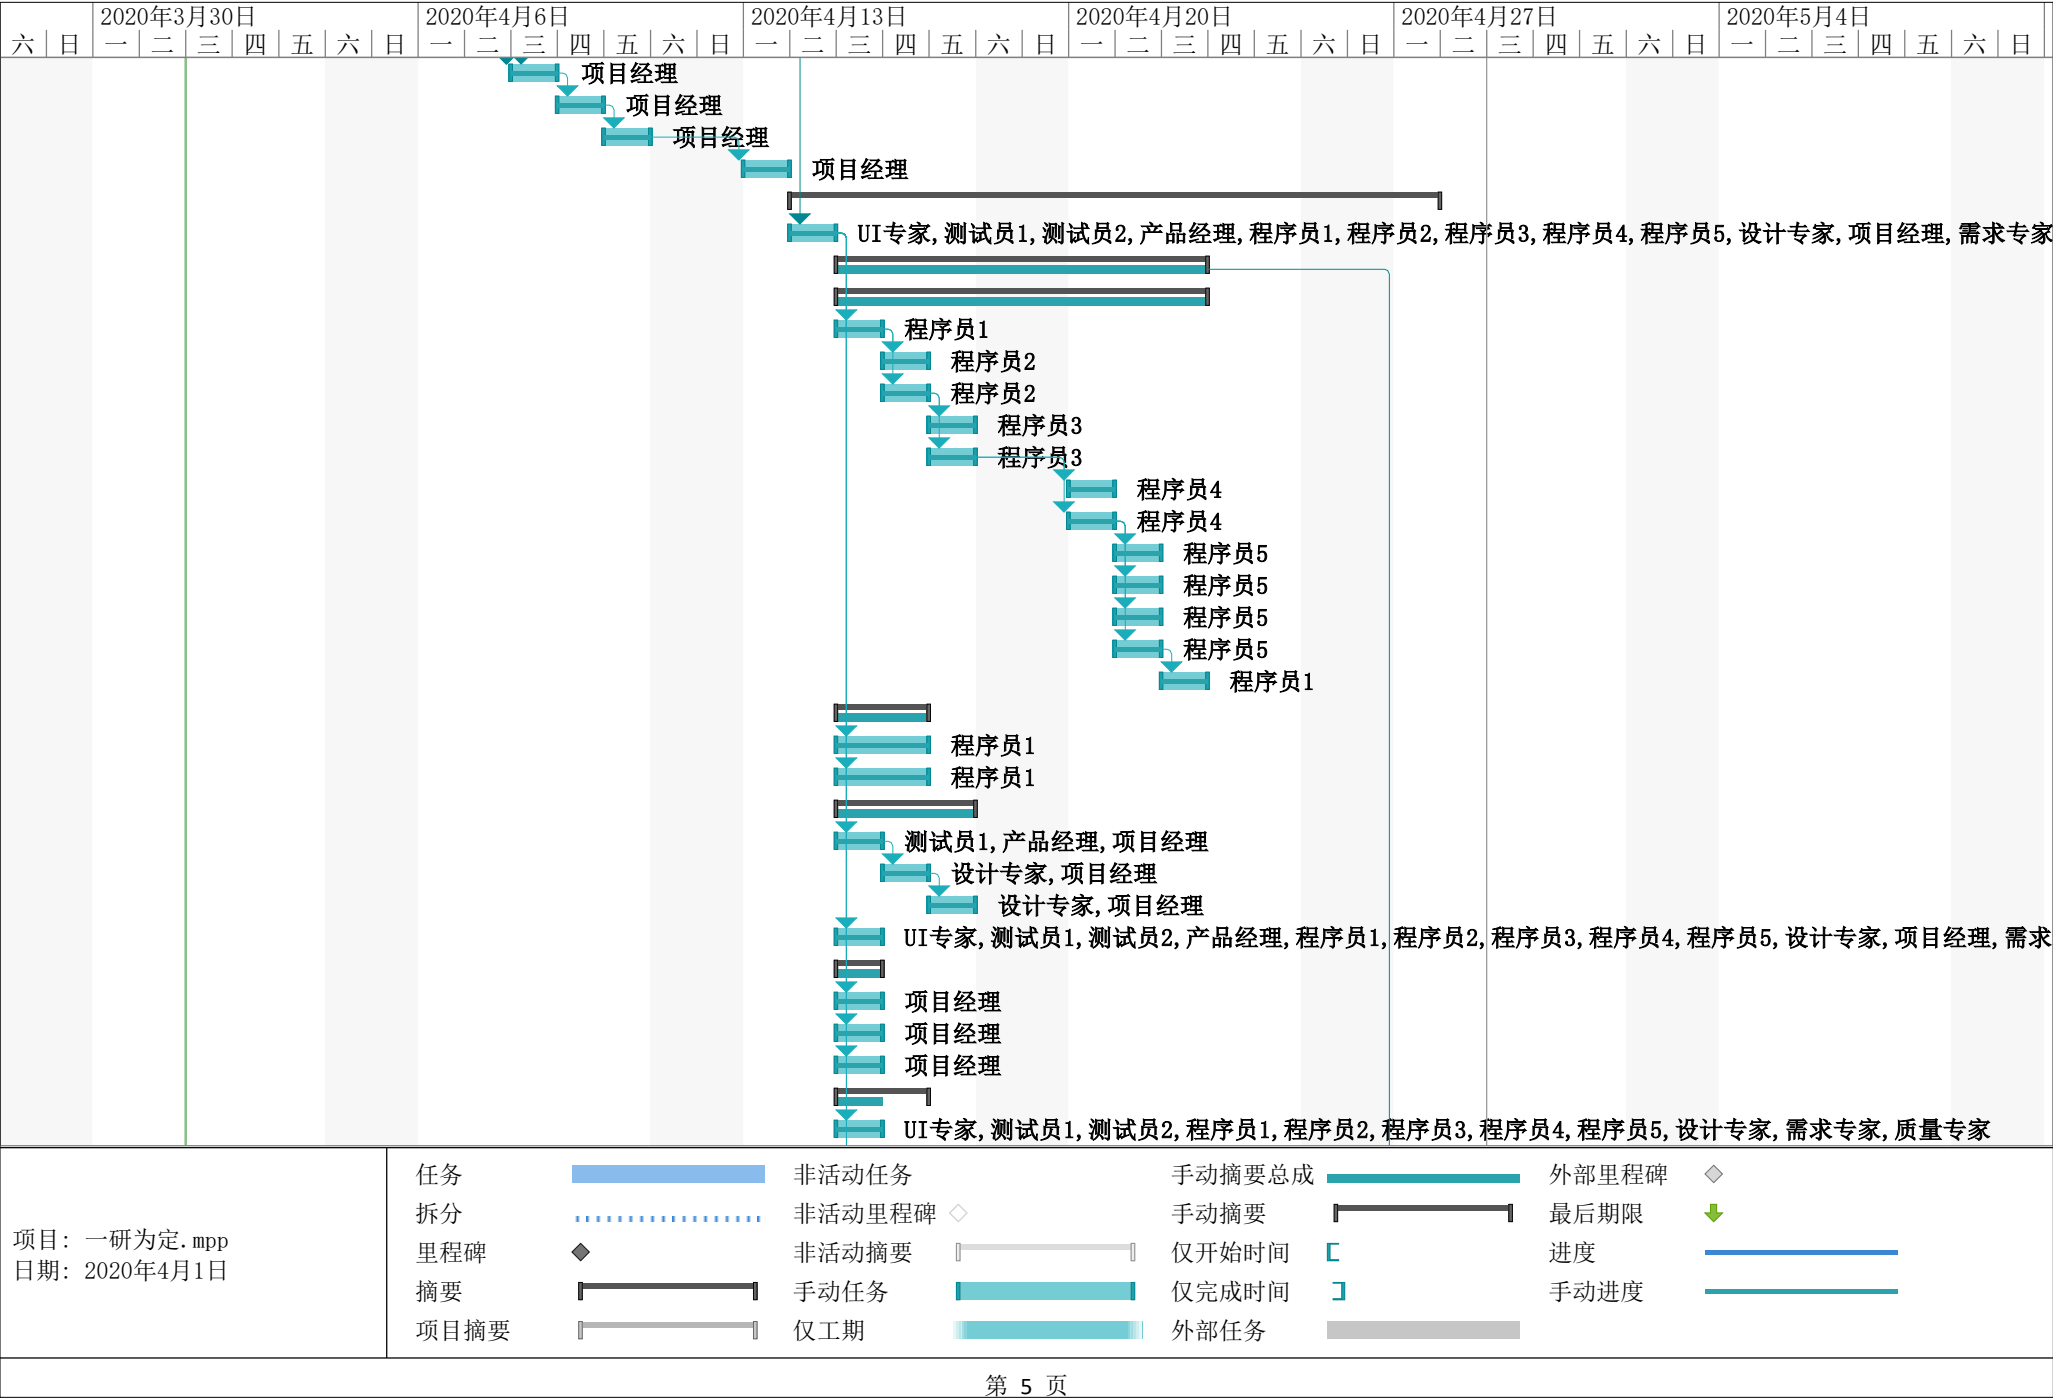 2020年3月30日 2020年4月6日 2020年4月13日 2020年4月20日 2020年4月27日 2020年5月4日
六 日 一 二 三 四 五 六 日 一 二 三 四 五 六 日 一 二 三 四 五 六 日 一 二 三 四 五 六 日 一 二 三 四 五 六 日 一 二 三 四 五 六 日
项目经理
项目经理
项目经理
项目经理
UI专家,测试员1,测试员2,产品经理,程序员1,程序员2,程序员3,程序员4,程序员5,设计专家,项目经理,需求专家
程序员1
程序员2
程序员2
程序员3
程序员3
程序员4
程序员4
程序员5
程序员5
程序员5
程序员5
程序员1
程序员1
程序员1
测试员1,产品经理,项目经理
设计专家,项目经理
设计专家,项目经理
UI专家,测试员1,测试员2,产品经理,程序员1,程序员2,程序员3,程序员4,程序员5,设计专家,项目经理,需求
项目经理
项目经理
项目经理
UI专家,测试员1,测试员2,程序员1,程序员2,程序员3,程序员4,程序员5,设计专家,需求专家,质量专家
项目: 一研为定.mpp
日期: 2020年4月1日
任务
拆分
里程碑
摘要
项目摘要
非活动任务
非活动里程碑
非活动摘要
手动任务
仅工期
手动摘要总成
手动摘要
仅开始时间
仅完成时间
外部任务
外部里程碑
最后期限
进度
手动进度
第 5 页